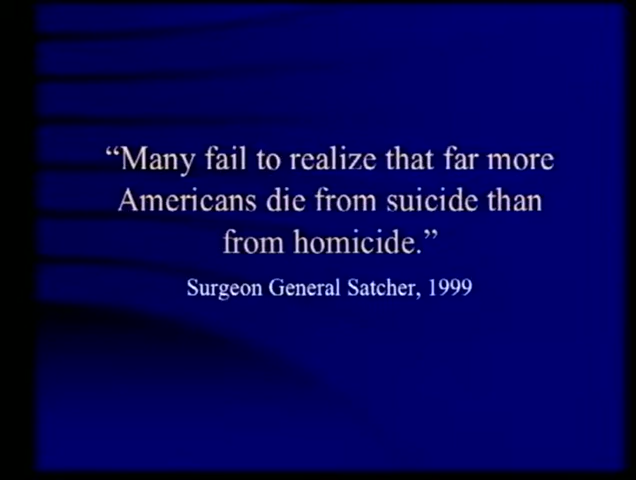 “Many fail to realize that far more
Americans die from suicide than
from homicide.”
Surgeon General Satcher, 1999